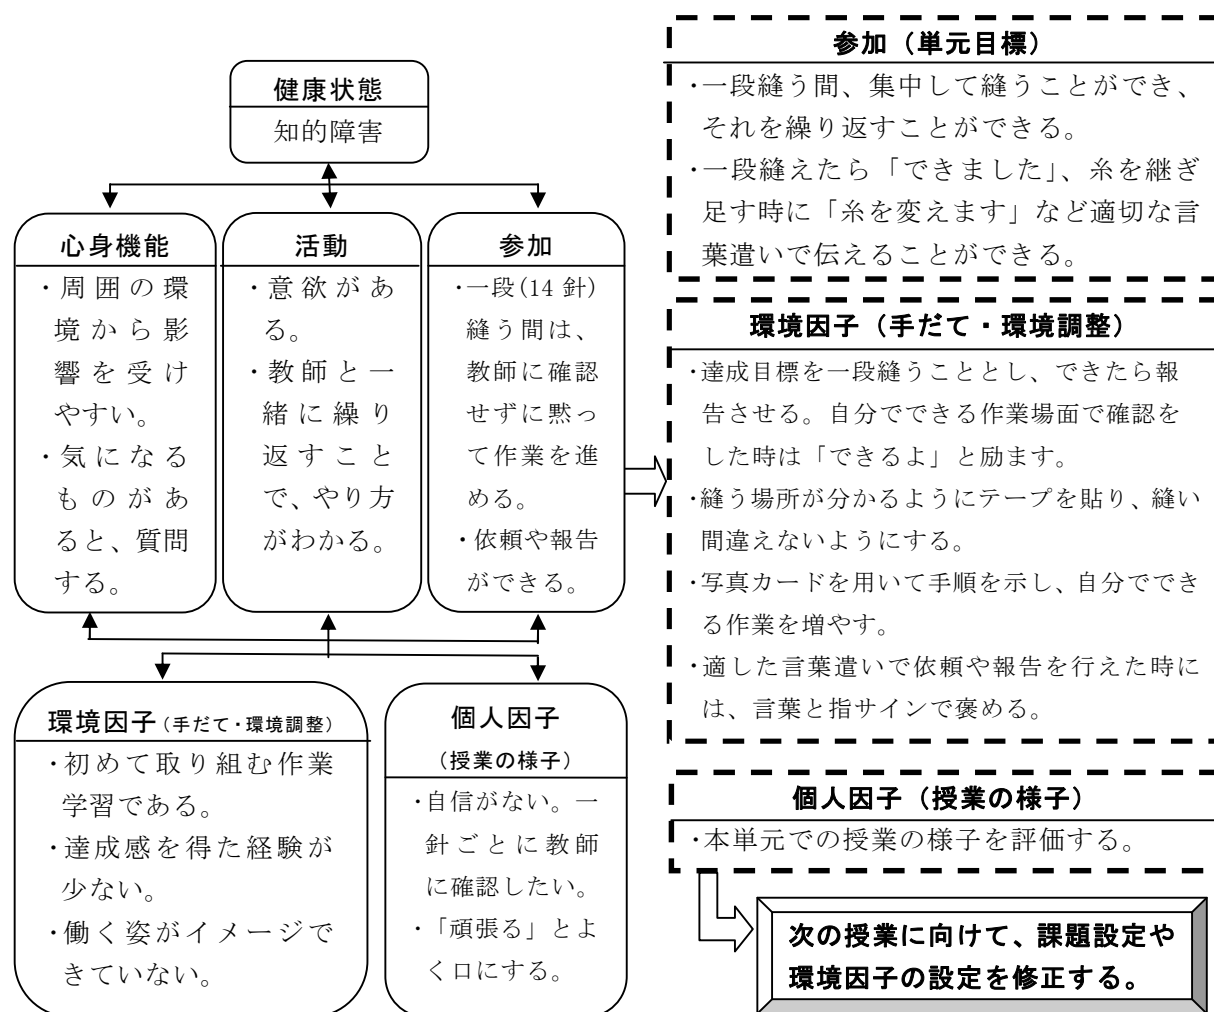 健康状態
知的障害
心身機能
・周囲の環
境から影
響を受け
やすい。
・気になる
ものがあ
ると、質問
する。
活動
・意欲があ
る。
・教師と一
緒に繰り
返すこと
で、やり方
がわかる。
参加
・一段(14 針)
縫う間は、
教師に確認
せずに黙っ
て作業を進
める。
・依頼や報告
ができる。
環境因子(手だて・環境調整)
・初めて取り組む作業
学習である。
・達成感を得た経験が
少ない。
・働く姿がイメージで
きていない。
個人因子
(授業の様子)
・自信がない。一
針ごとに教師
に確認したい。
・「頑張る」とよ
く口にする。
参加(単元目標)
・一段縫う間、集中して縫うことができ、
それを繰り返すことができる。
・一段縫えたら「できました」、糸を継ぎ
足す時に「糸を変えます」など適切な言
葉遣いで伝えることができる。
環境因子(手だて・環境調整)
・達成目標を一段縫うこととし、できたら報
告させる。自分でできる作業場面で確認を
した時は「できるよ」と励ます。
・縫う場所が分かるようにテープを貼り、縫い
間違えないようにする。
・写真カードを用いて手順を示し、自分ででき
る作業を増やす。
・適した言葉遣いで依頼や報告を行えた時に
は、言葉と指サインで褒める。
個人因子(授業の様子)
・本単元での授業の様子を評価する。
次の授業に向けて、課題設定や
環境因子の設定を修正する。